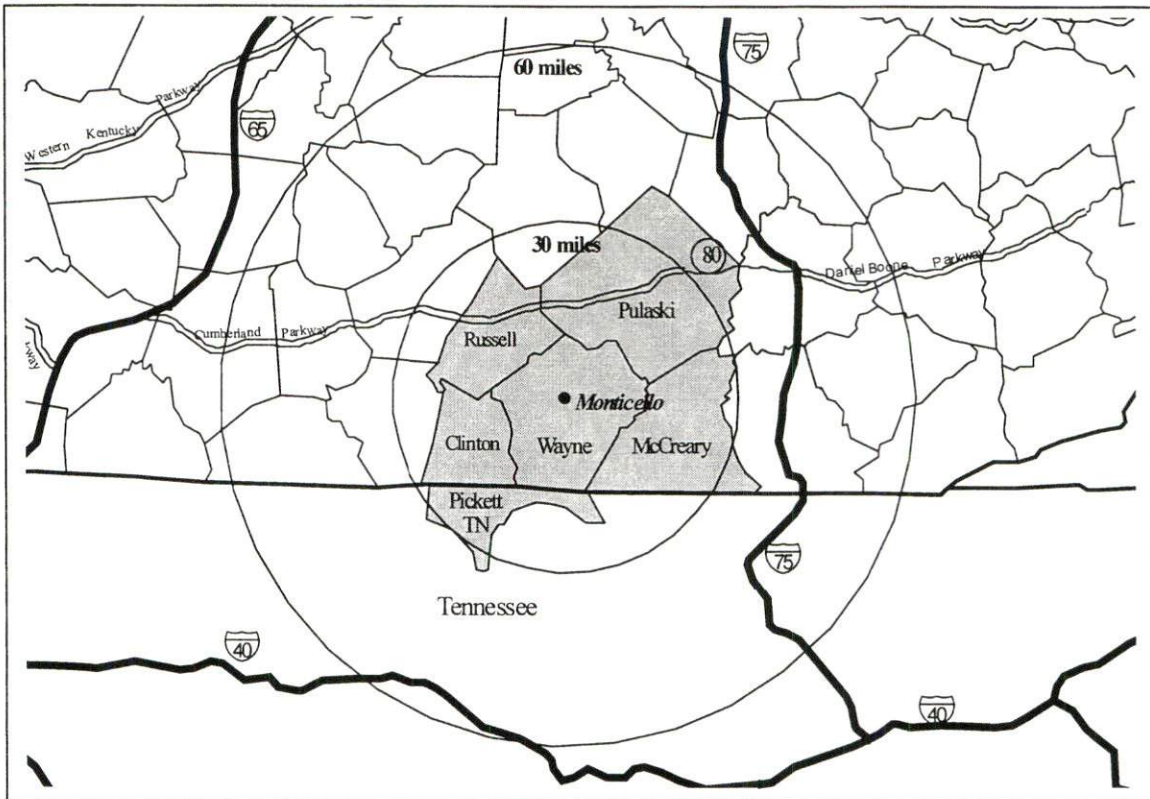 75
60 miles
Western Kentucky Parkway
65
30 miles
80
Daniel Boone Parkway
Pulaski
Cumberland Parkway
Russell
Monticello
Clinton
Wayne
McCreary
Pickett
TN
75
Tennessee
40
40